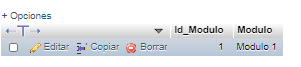 + Opciones
Id_Modulo Modulo
Editar Copiar Borrar 1 Modulo 1